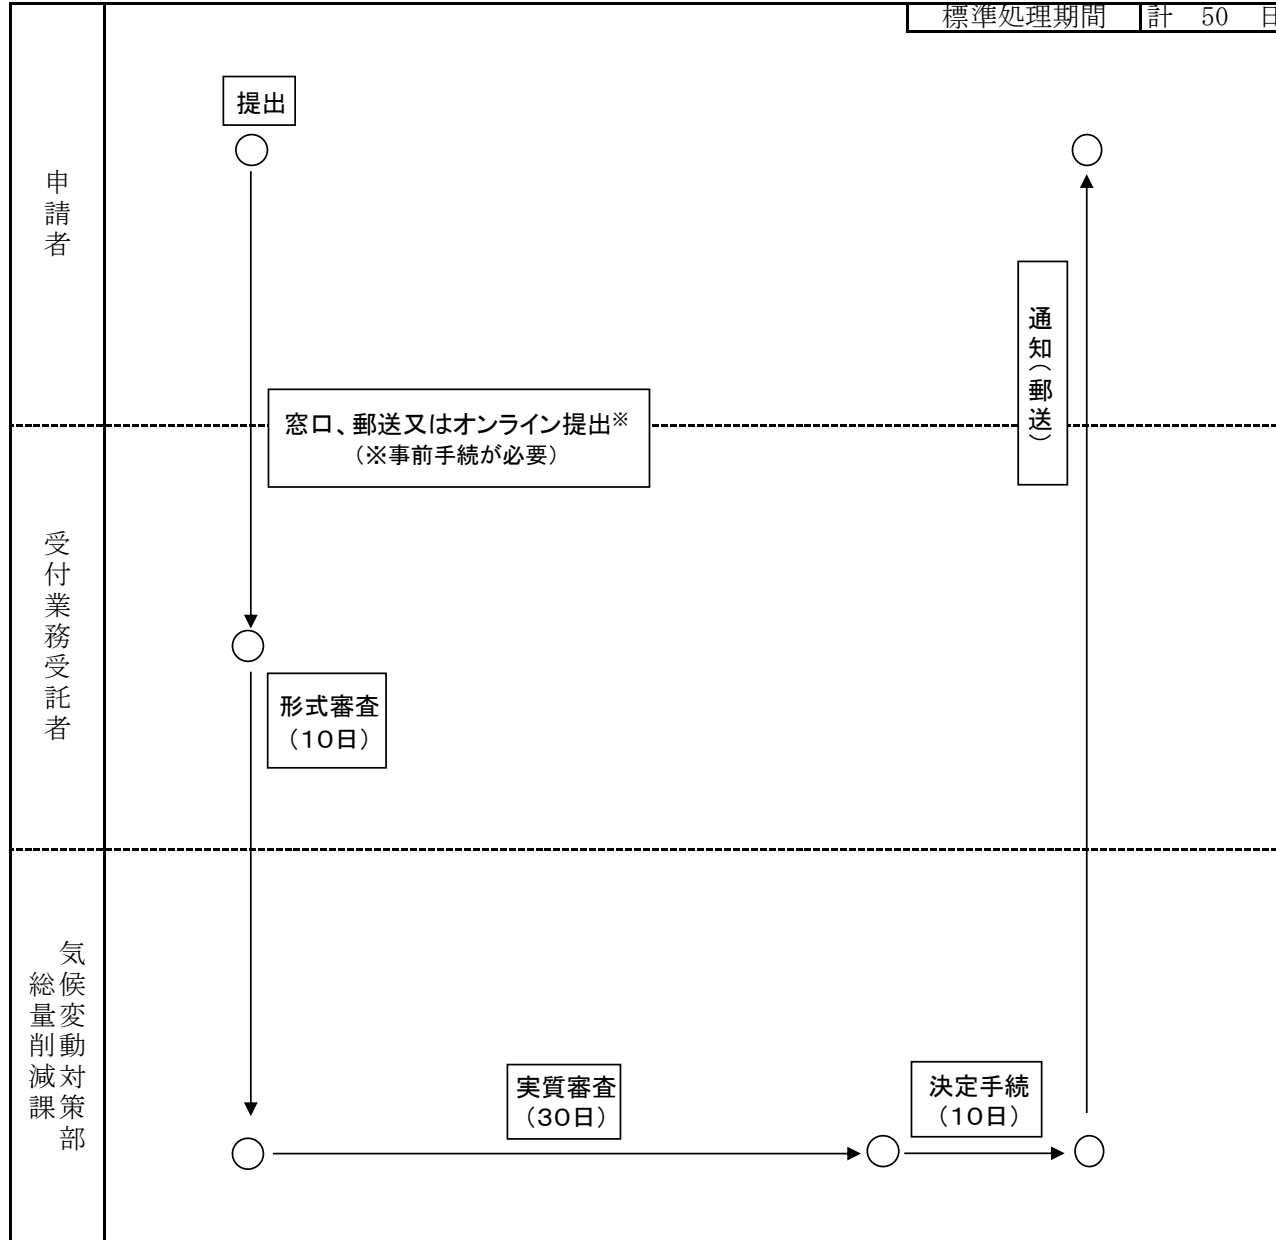 標準処理期間 計 50 日
提出
申請者
通知(郵送)
窓口、郵送又はオンライン提出※
(※事前手続が必要)
受付業務受託者
形式審査
(10日)
気候変動対策部
総量削減課
実質審査
(30日)
決定手続
(10日)